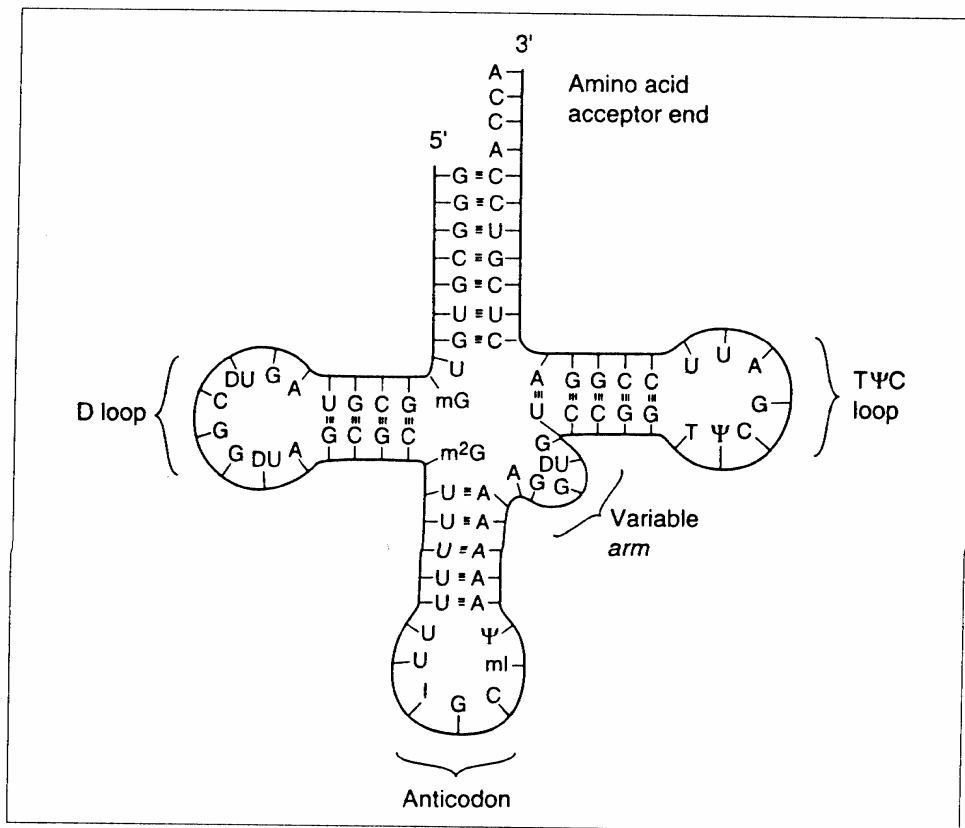 3'
A
C
C
A
Amino acid
acceptor end
5'
G ≡ C
G ≡ C
G ≡ U
C ≡ G
G ≡ C
U ≡ U
G ≡ C
U
mG
D loop
A G DU C G G DU A
U G C G
G C G C
m²G
A G G C C
U C C G G
U U A G C Ψ T
TΨC
loop
G DU G G A
Variable
arm
U = A
U = A
U = A
U = A
U = A
U Ψ
U mI
I G C
Anticodon